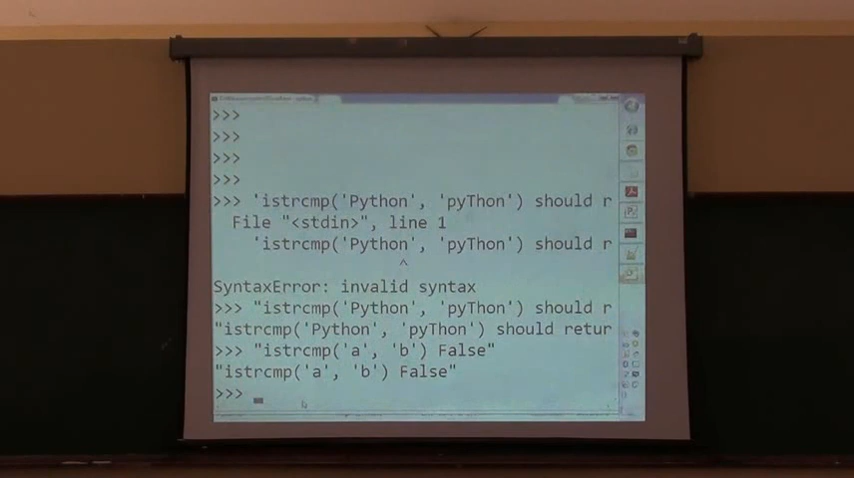 >>>
>>>
>>>
>>>
>>> 'istrcmp('Python', 'pyThon') should r
File "<stdin>", line 1
'istrcmp('Python', 'pyThon') should r
^
SyntaxError: invalid syntax
>>> "istrcmp('Python', 'pyThon') should r
"istrcmp('Python', 'pyThon') should retur
>>> "istrcmp('a', 'b') False"
"istrcmp('a', 'b') False"
>>>